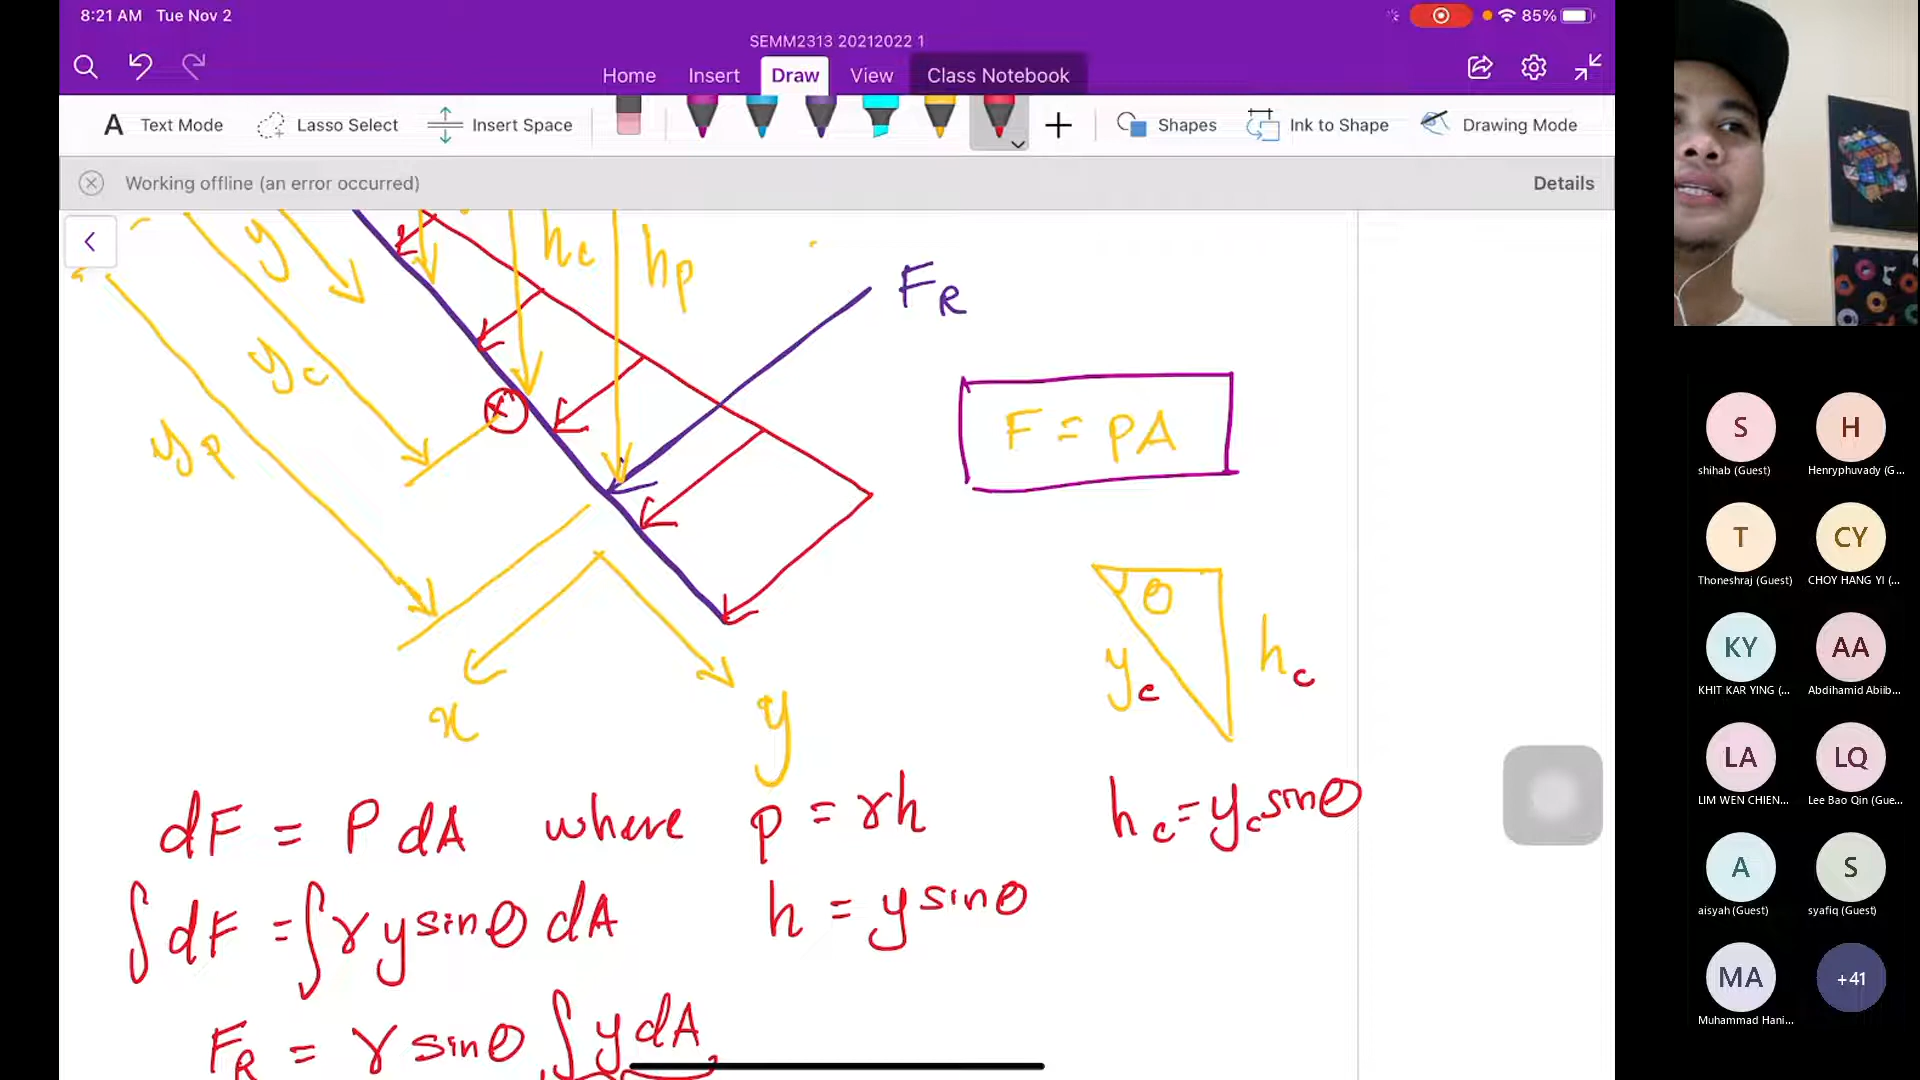 8:21 AM Tue Nov 2
85%
SEMM2313 20212022 1
Home Insert Draw View Class Notebook
A Text Mode Lasso Select Insert Space Shapes Ink to Shape Drawing Mode
Working offline (an error occurred) Details
y hc hp
FR
yc
yp
F = PA
θ
yc hc
x y
dF = P dA where p = γh
hc = yc sinθ
∫dF = ∫γ y sinθ dA h = y sinθ
FR = γ sinθ ∫ y dA
S H
shihab (Guest) Henryphuvady (G...
T CY
Thoneshraj (Guest) CHOY HANG YI (...
KY AA
KHIT KAR YING (... Abdihamid Abiib...
LA LQ
LIM WEN CHIEN... Lee Bao Qin (Gue...
A S
aisyah (Guest) syafiq (Guest)
MA +41
Muhammad Hani...